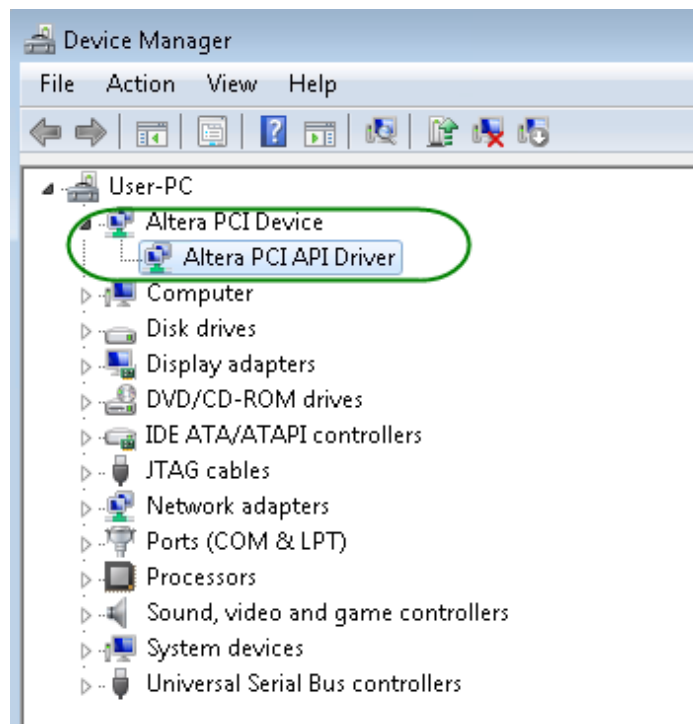 Device Manager
File Action View Help
User-PC
Altera PCI Device
Altera PCI API Driver
Computer
Disk drives
Display adapters
DVD/CD-ROM drives
IDE ATA/ATAPI controllers
JTAG cables
Network adapters
Ports (COM & LPT)
Processors
Sound, video and game controllers
System devices
Universal Serial Bus controllers